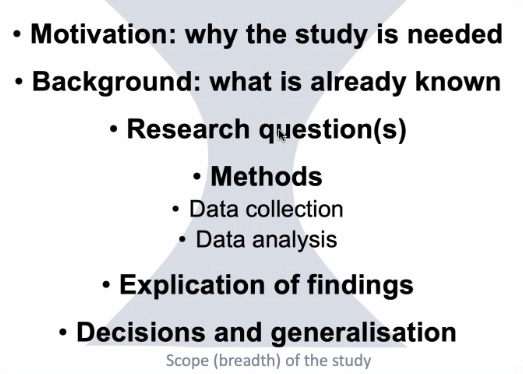 • Motivation: why the study is needed
• Background: what is already known
• Research question(s)
• Methods
• Data collection
• Data analysis
• Explication of findings
• Decisions and generalisation
Scope (breadth) of the study